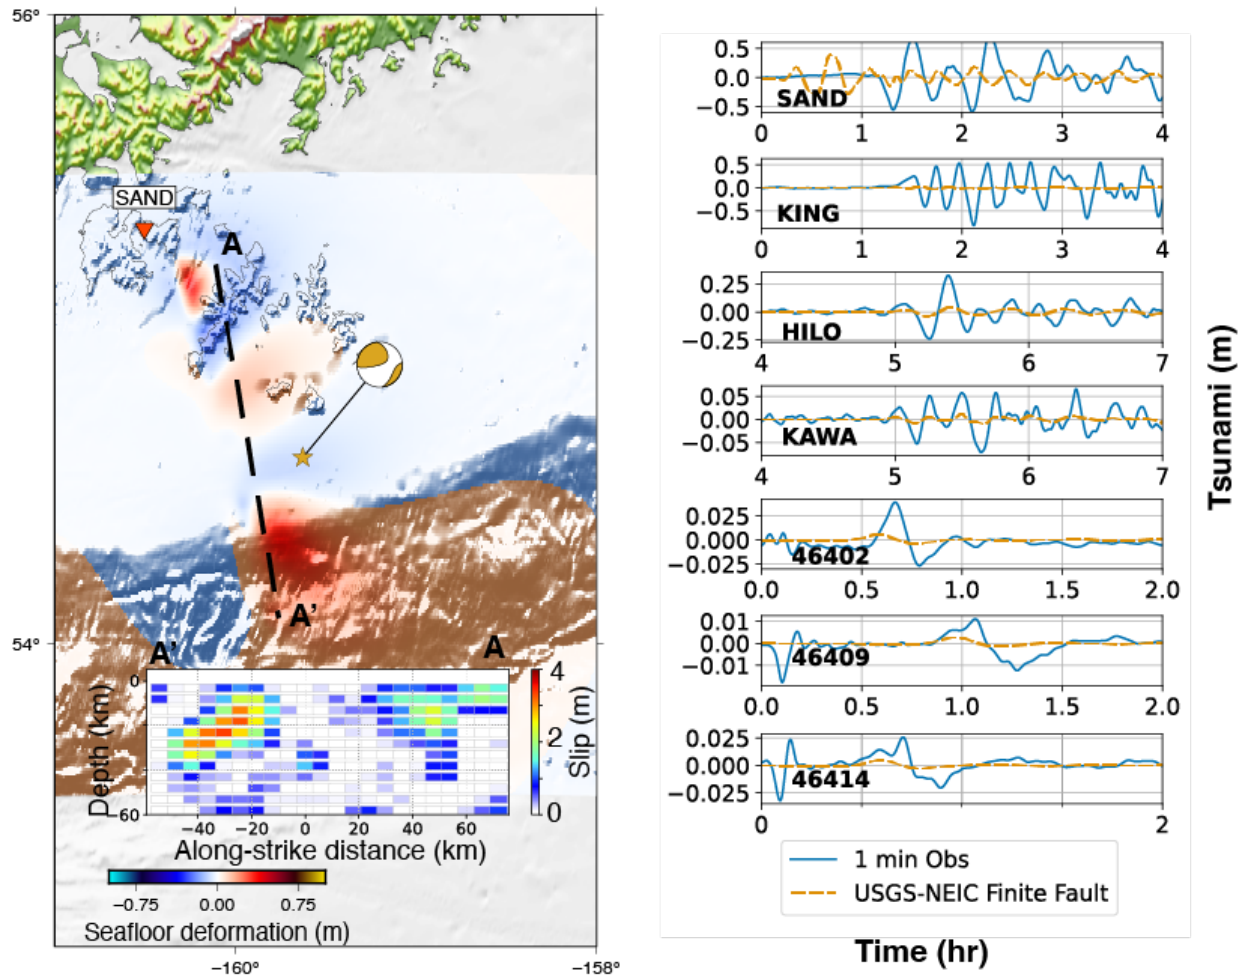 56°
SAND
A
A'
54°
A'
A
0
Depth (km)
−60
−40 −20 0 20 40 60
Along-strike distance (km)
4
2
0
Slip (m)
−0.75 0.00 0.75
Seafloor deformation (m)
−160° −158°
0.5
0.0
−0.5
SAND
0 1 2 3 4
0.5
0.0
−0.5
KING
0 1 2 3 4
0.25
0.00
−0.25
HILO
4 5 6 7
0.05
0.00
−0.05
KAWA
4 5 6 7
0.025
0.000
−0.025
46402
0.0 0.5 1.0 1.5 2.0
0.01
−0.01
46409
0.0 0.5 1.0 1.5 2.0
0.025
0.000
−0.025
46414
0 2
Tsunami (m)
1 min Obs
USGS-NEIC Finite Fault
Time (hr)